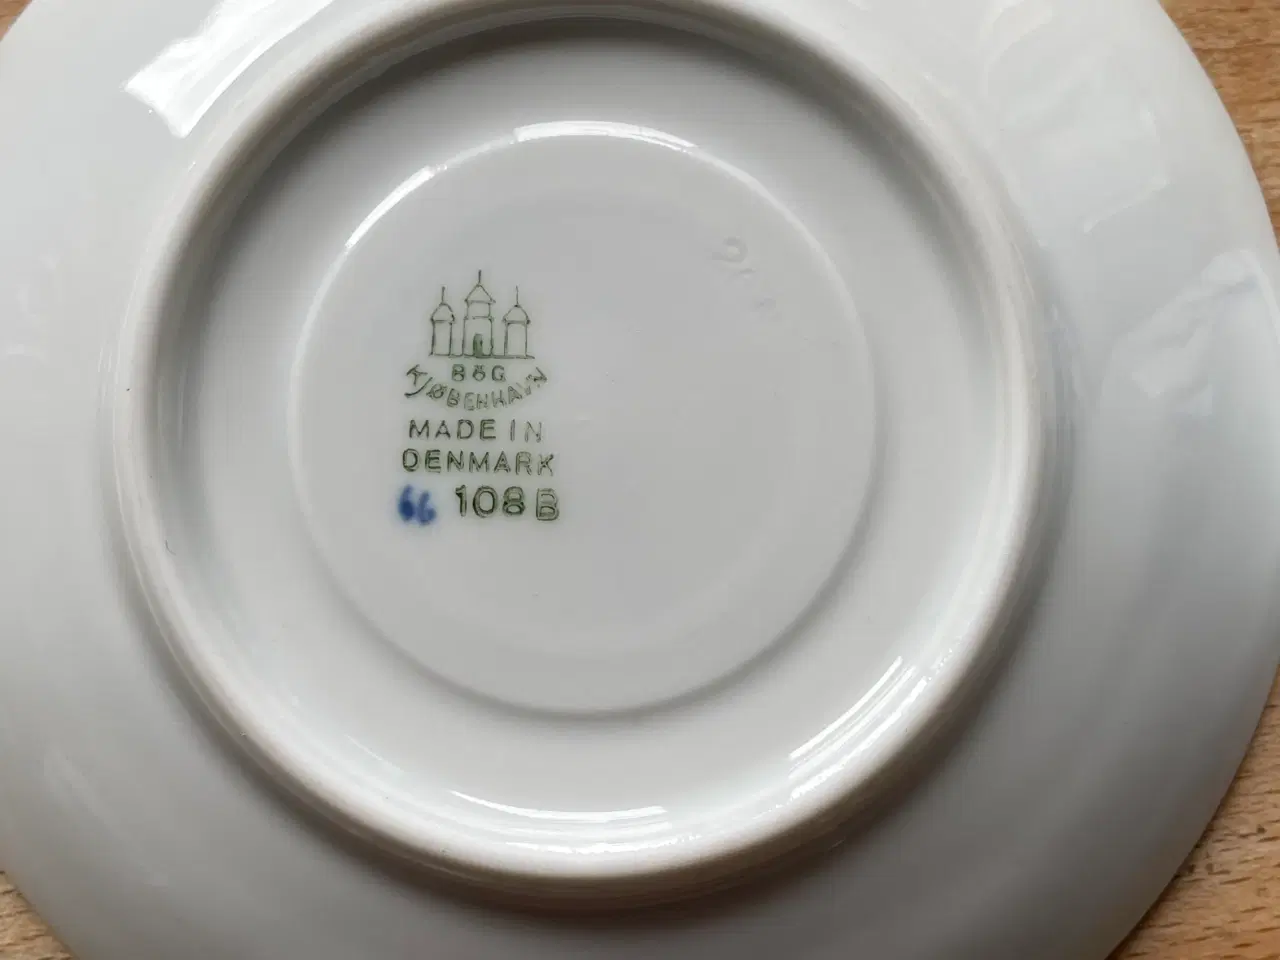 B&G
KJØBENHAVN
MADE IN
DENMARK
66 108B